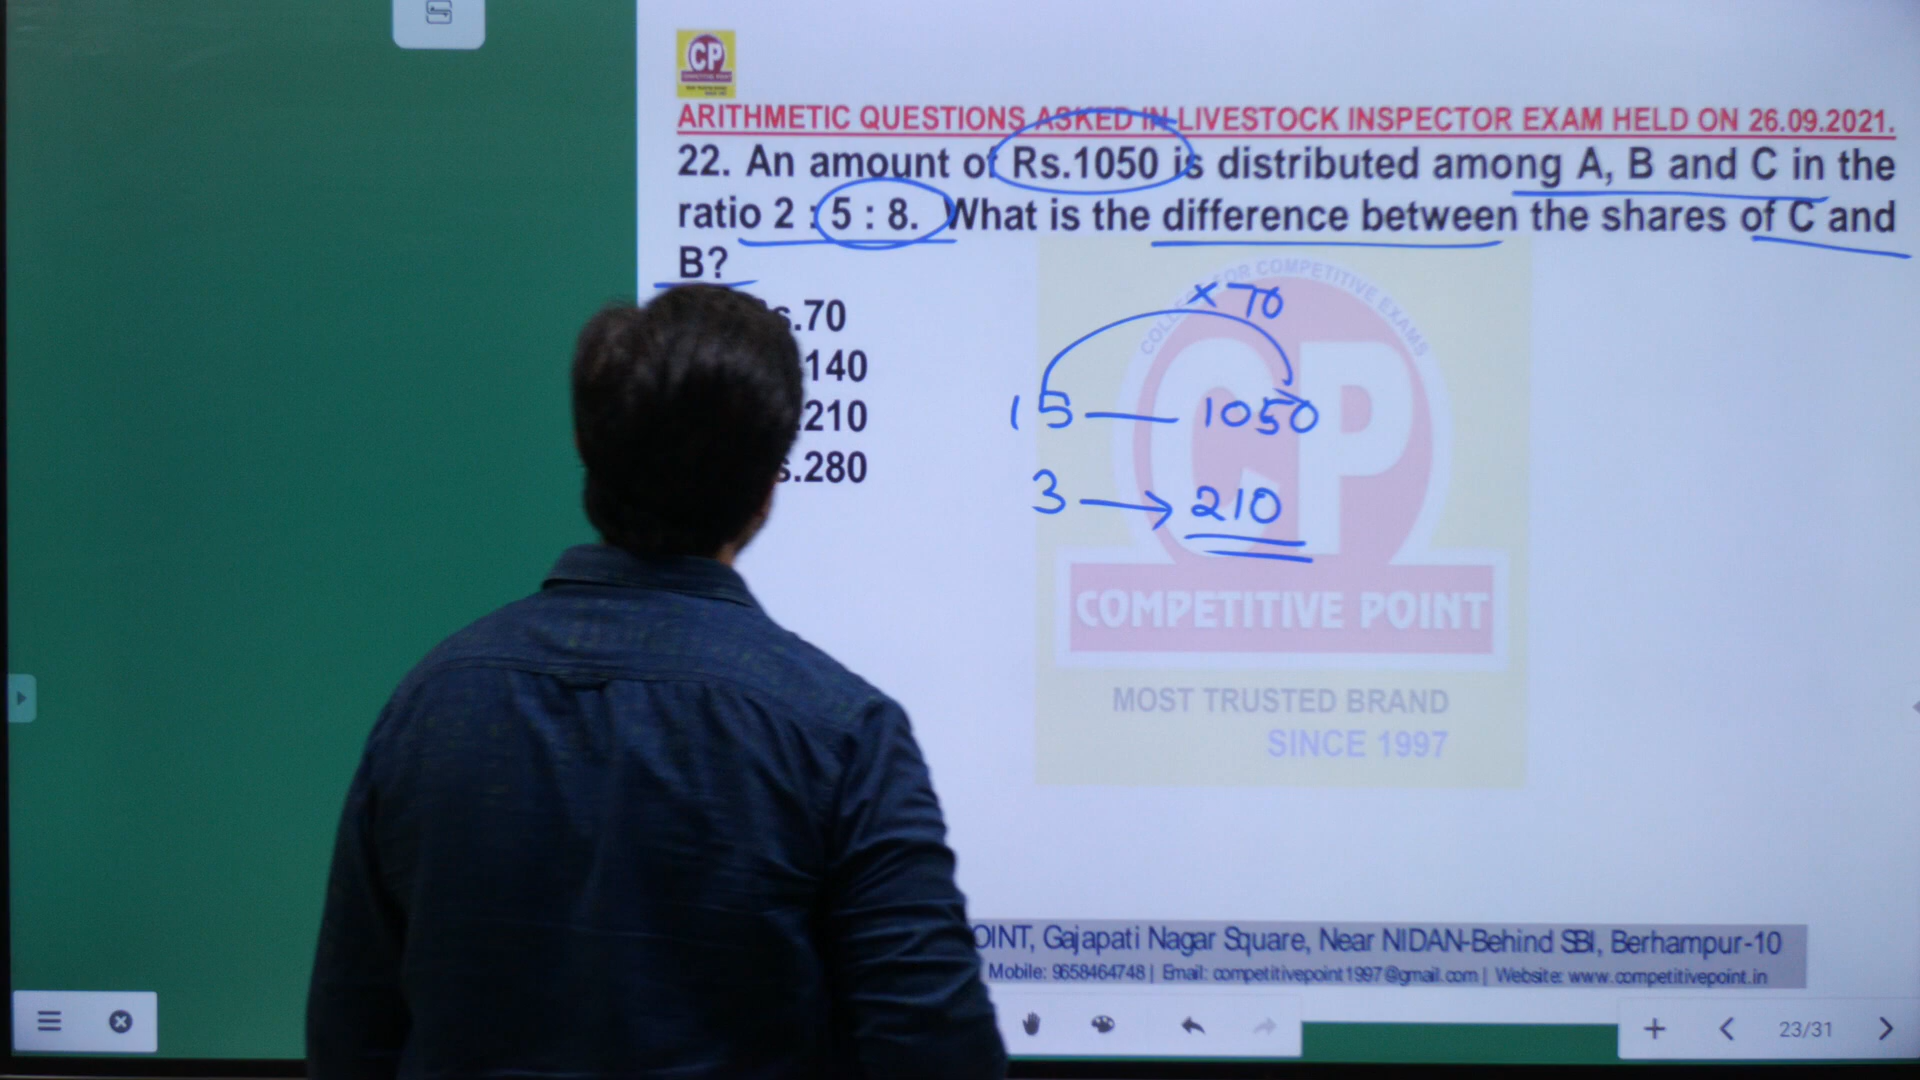 CP
ARITHMETIC QUESTIONS ASKED IN LIVESTOCK INSPECTOR EXAM HELD ON 26.09.2021.
22. An amount of Rs.1050 is distributed among A, B and C in the
ratio 2 : 5 : 8. What is the difference between the shares of C and
B?
s.70
140
210
s.280
× 70
15 — 1050
3 → 210
FOR COMPETITIVE EXAMS
CP
COMPETITIVE POINT
MOST TRUSTED BRAND
SINCE 1997
OINT, Gajapati Nagar Square, Near NIDAN-Behind SBI, Berhampur-10
Mobile: 9658464748 | Email: competitivepoint1997@gmail.com | Website: www.competitivepoint.in
23/31